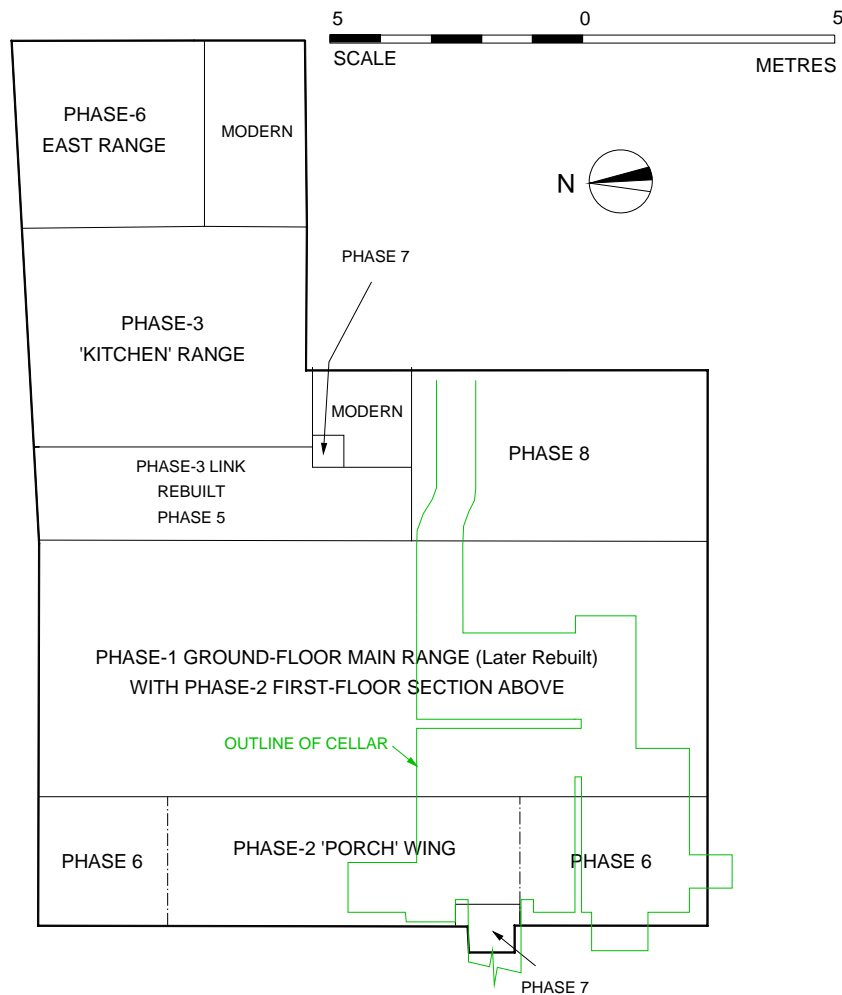 5 0 5
SCALE
METRES
PHASE-6
EAST RANGE
MODERN
N
PHASE 7
PHASE-3
'KITCHEN' RANGE
MODERN
PHASE 8
PHASE-3 LINK
REBUILT
PHASE 5
PHASE-1 GROUND-FLOOR MAIN RANGE (Later Rebuilt)
WITH PHASE-2 FIRST-FLOOR SECTION ABOVE
OUTLINE OF CELLAR
PHASE 6
PHASE-2 'PORCH' WING
PHASE 6
PHASE 7